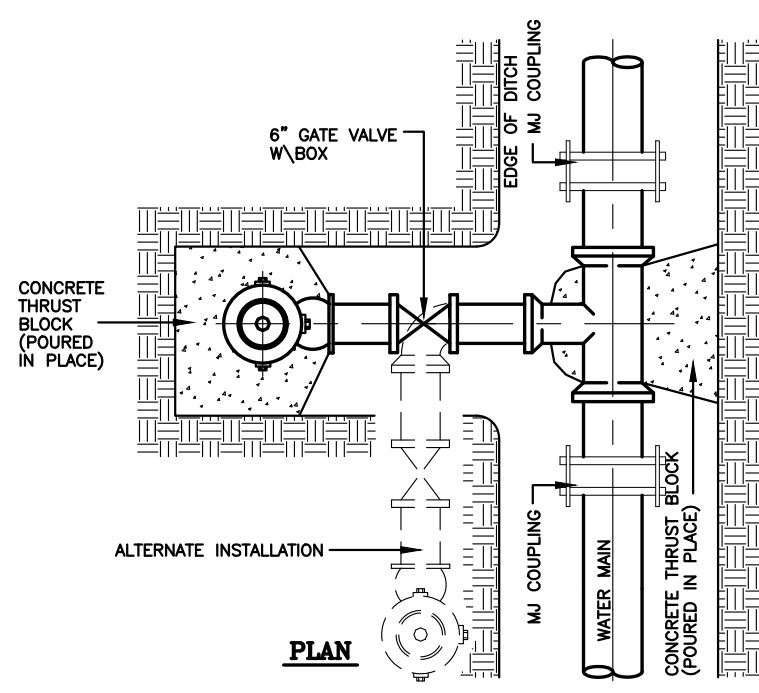 EDGE OF DITCH
MJ COUPLING
6" GATE VALVE
W\BOX
CONCRETE
THRUST
BLOCK
(POURED
IN PLACE)
ALTERNATE INSTALLATION
MJ COUPLING
WATER MAIN
CONCRETE THRUST BLOCK
(POURED IN PLACE)
PLAN